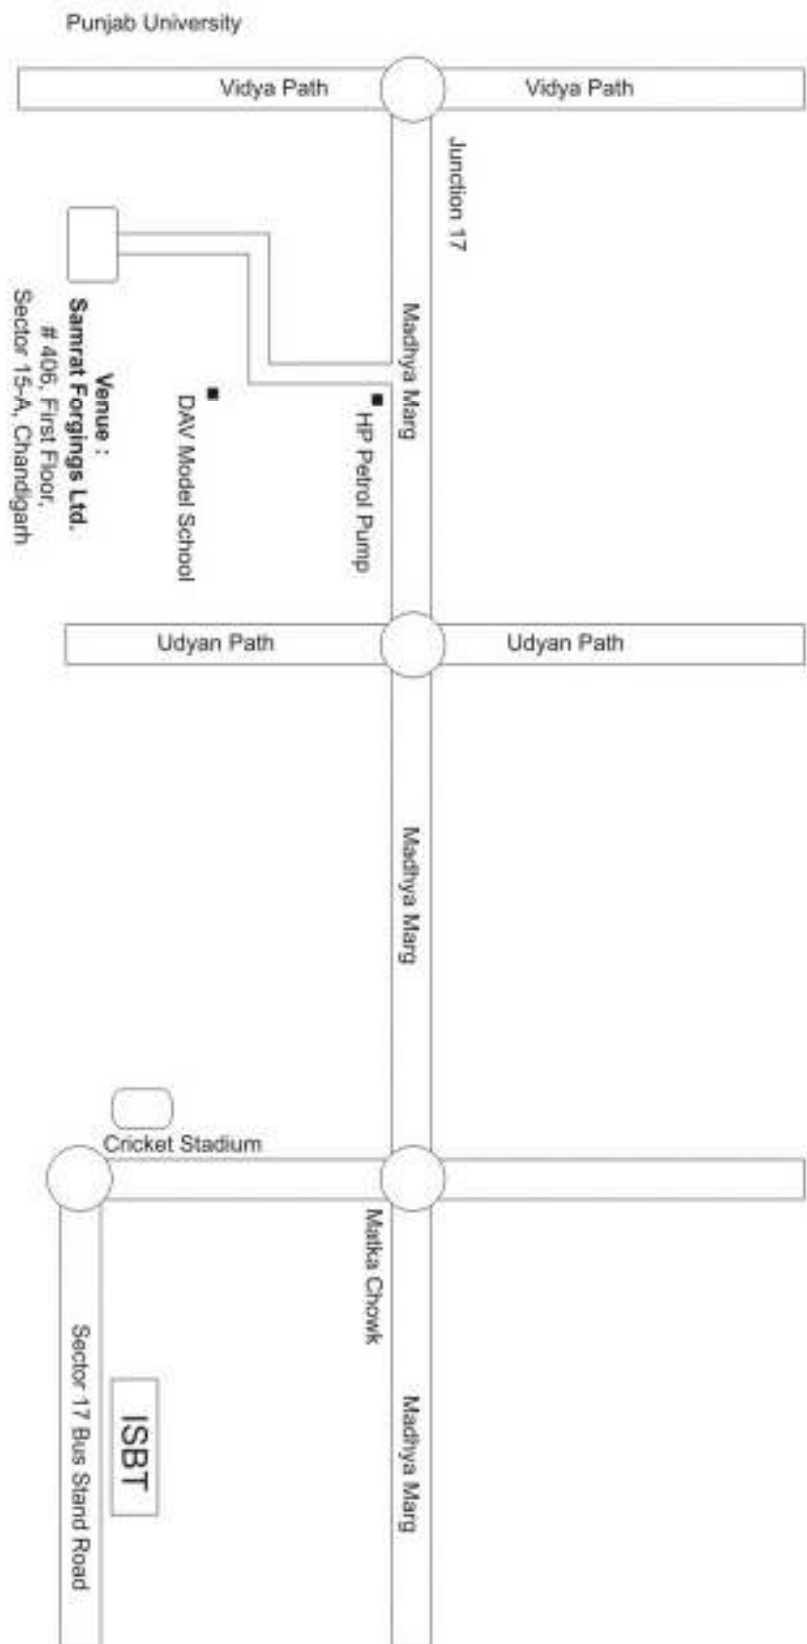 Punjab University
Vidya Path
Vidya Path
Junction 17
Madhya Marg
HP Petrol Pump
DAV Model School
Venue :
Samrat Forgings Ltd.
# 406, First Floor,
Sector 15-A, Chandigarh
Udyan Path
Udyan Path
Madhya Marg
Cricket Stadium
Matka Chowk
Madhya Marg
ISBT
Sector 17 Bus Stand Road